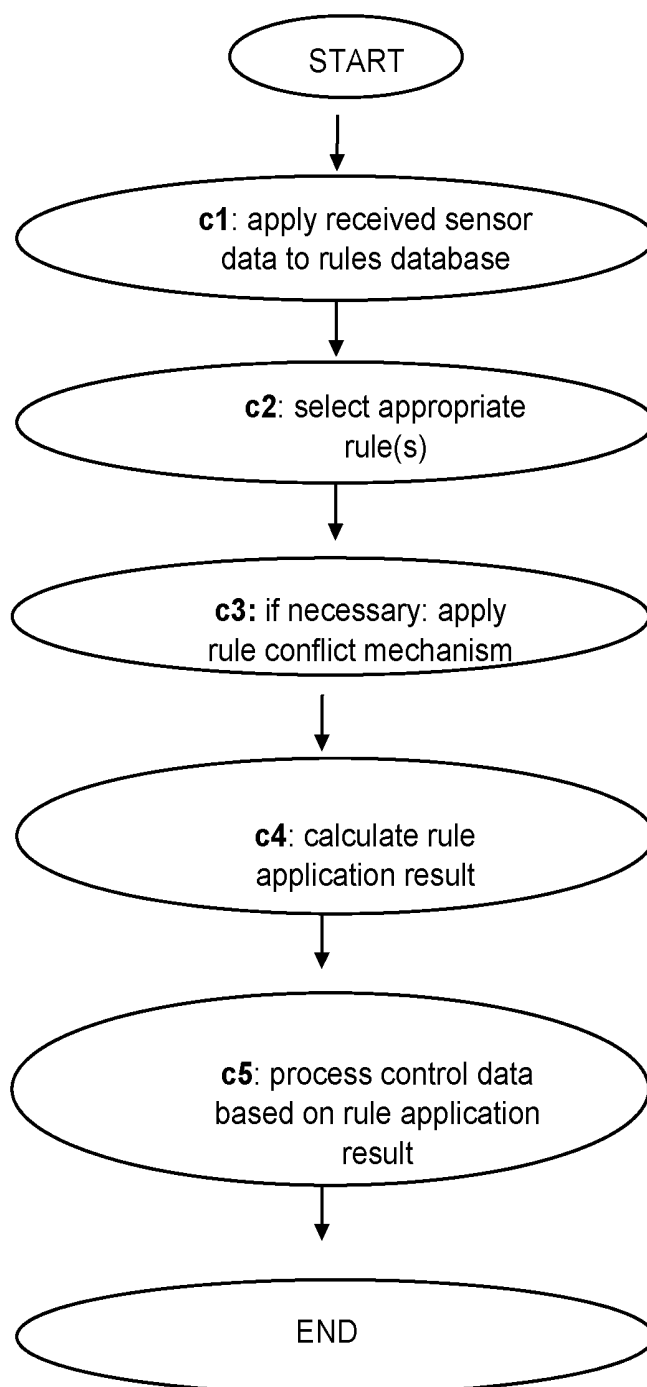 START
c1: apply received sensor
data to rules database
c2: select appropriate
rule(s)
c3: if necessary: apply
rule conflict mechanism
c4: calculate rule
application result
c5: process control data
based on rule application
result
END